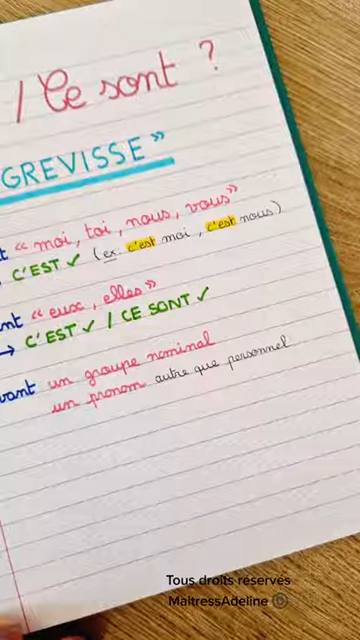 / Ce sont ?
GREVISSE »
t « moi, toi, nous, vous »
C'EST ✓ (ex. c'est moi, c'est nous)
nt « eux, elles »
→ C'EST ✓ / CE SONT ✓
vant un groupe nominal
un pronom autre que personnel
Tous droits réservés
MaitressAdeline